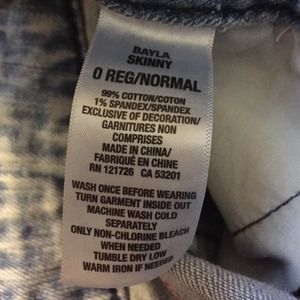 BAYLA
SKINNY
0 REG/NORMAL
99% COTTON/COTON
1% SPANDEX/SPANDEX
EXCLUSIVE OF DECORATION/
GARNITURES NON
COMPRISES
MADE IN CHINA/
FABRIQUÉ EN CHINE
RN 121726 CA 53201
WASH ONCE BEFORE WEARING
TURN GARMENT INSIDE OUT
MACHINE WASH COLD
SEPARATELY
ONLY NON-CHLORINE BLEACH
WHEN NEEDED
TUMBLE DRY LOW
WARM IRON IF NEEDED